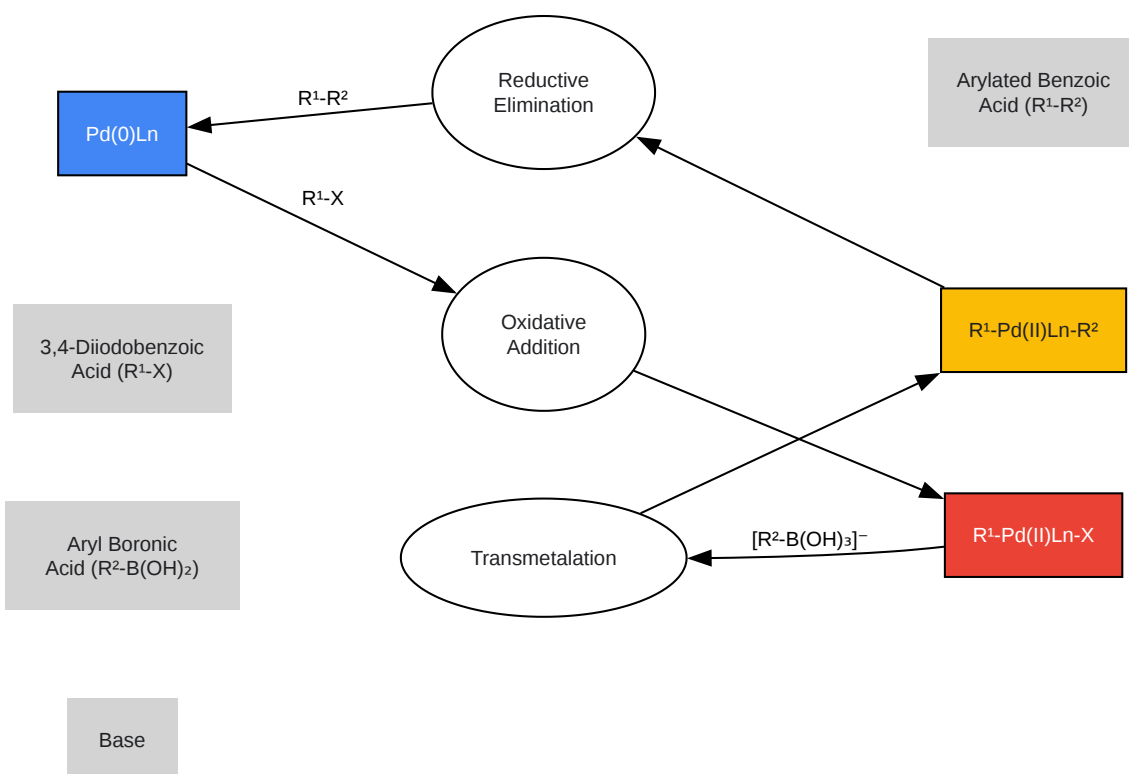 Reductive
Elimination
Arylated Benzoic
Acid (R¹-R²)
R¹-R²
Pd(0)Ln
R¹-X
Oxidative
Addition
R¹-Pd(II)Ln-R²
3,4-Diiodobenzoic
Acid (R¹-X)
R¹-Pd(II)Ln-X
[R²-B(OH)₃]⁻
Transmetalation
Aryl Boronic
Acid (R²-B(OH)₂)
Base